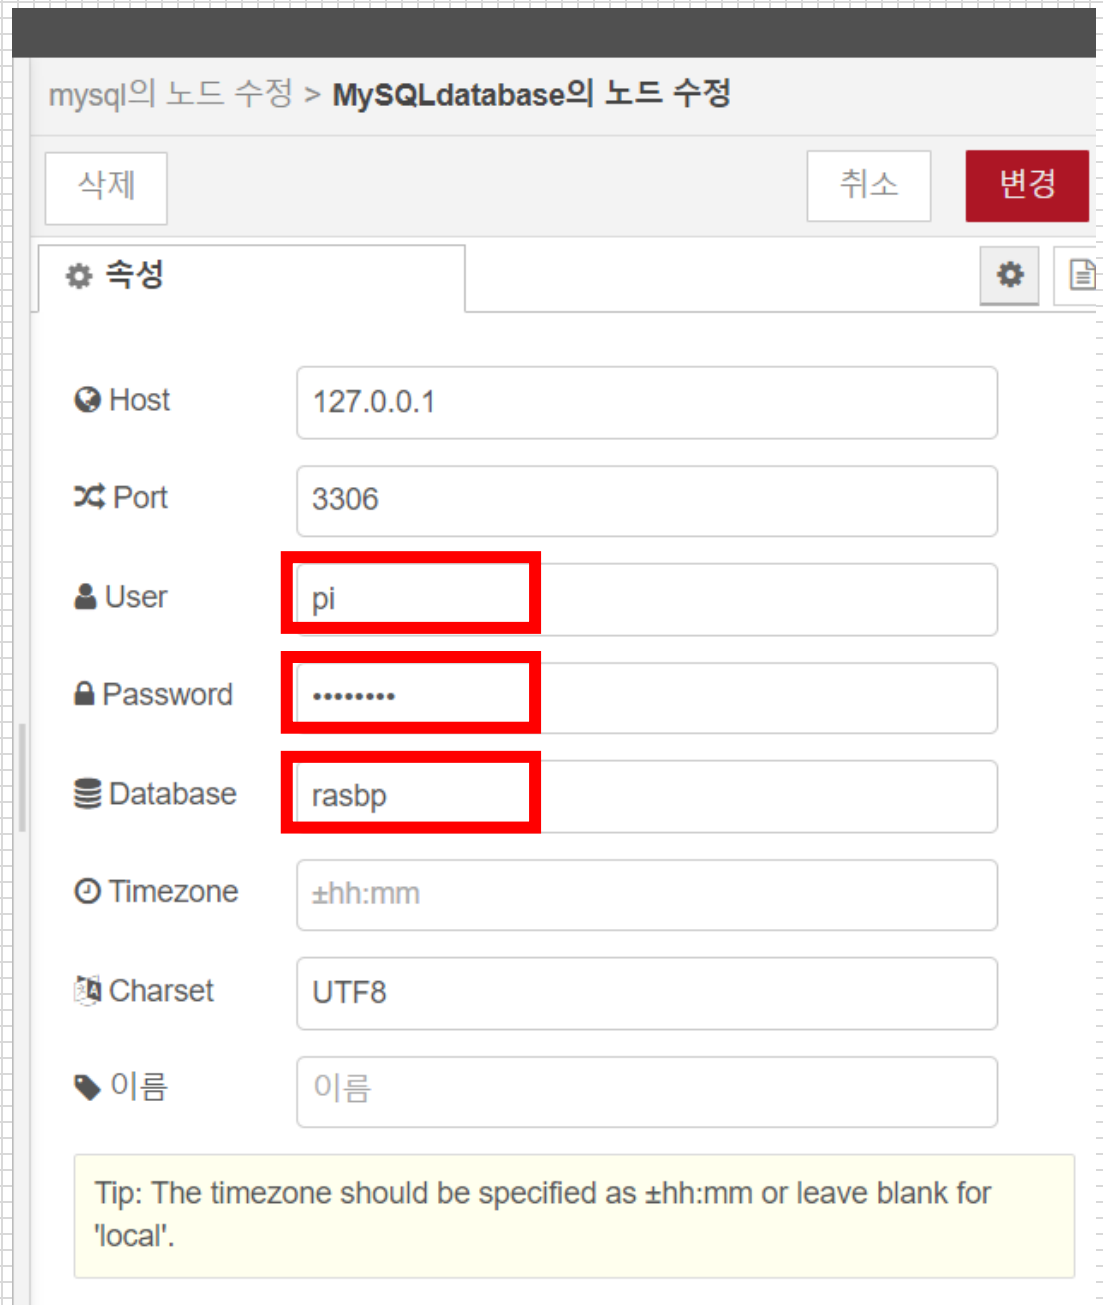 mysql의 노드 수정 > MySQLdatabase의 노드 수정
삭제 취소 변경
속성
Host 127.0.0.1
Port 3306
User pi
Password ••••••••
Database rasbp
Timezone ±hh:mm
Charset UTF8
이름 이름
Tip: The timezone should be specified as ±hh:mm or leave blank for
'local'.